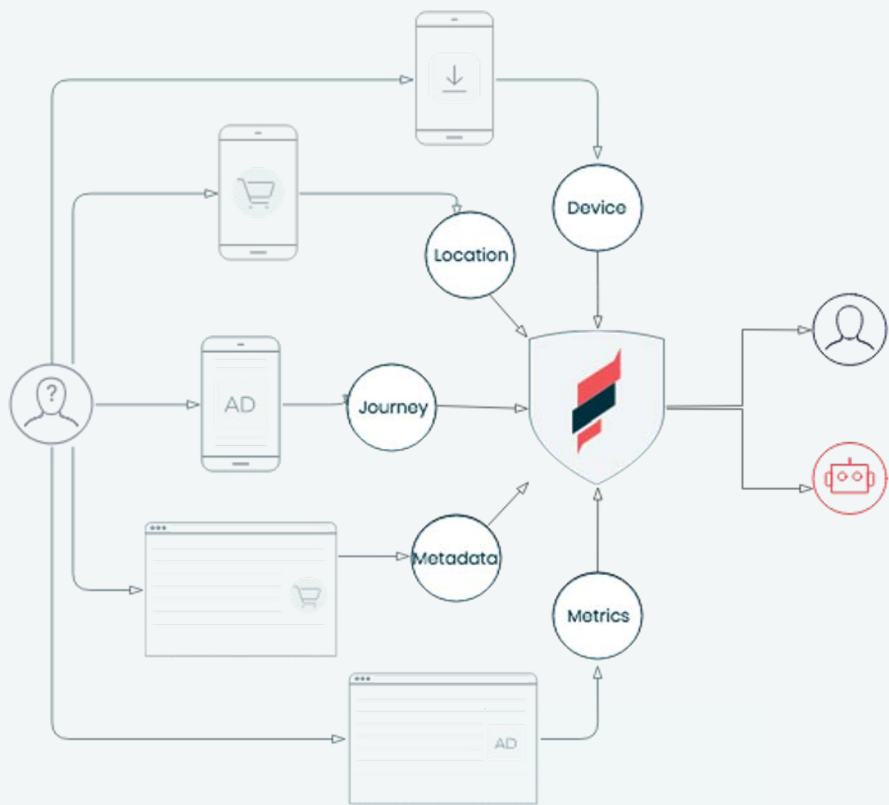 Device
Location
?
AD
Journey
Metadata
Metrics
AD